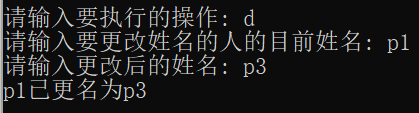 请输入要执行的操作: d
请输入要更改姓名的人的目前姓名: p1
请输入更改后的姓名: p3
p1已更名为p3